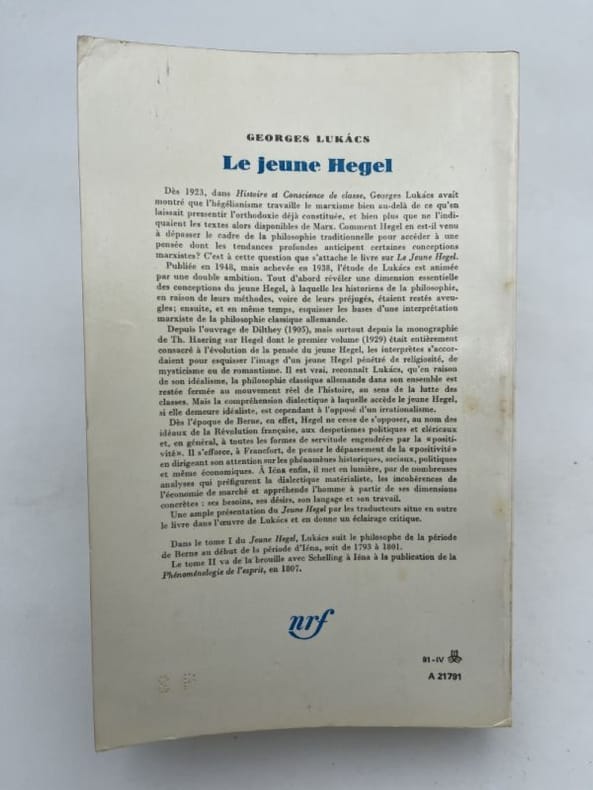 GEORGES LUKÁCS
Le jeune Hegel
Dès 1923, dans Histoire et Conscience de classe, Georges Lukács avait
montré que l'hégélianisme travaille le marxisme bien au-delà de ce qu'en
laissait pressentir l'orthodoxie déjà constituée, et bien plus que ne l'indi-
quaient les textes alors disponibles de Marx. Comment Hegel en est-il venu
à dépasser le cadre de la philosophie traditionnelle pour accéder à une
pensée dont les tendances profondes anticipent certaines conceptions
marxistes? C'est à cette question que s'attache le livre sur Le Jeune Hegel.
Publiée en 1948, mais achevée en 1938, l'étude de Lukács est animée
par une double ambition. Tout d'abord révéler une dimension essentielle
des conceptions du jeune Hegel, à laquelle les historiens de la philosophie,
en raison de leurs méthodes, voire de leurs préjugés, étaient restés aveu-
gles; ensuite, et en même temps, esquisser les bases d'une interprétation
marxiste de la philosophie classique allemande.
Depuis l'ouvrage de Dilthey (1905), mais surtout depuis la monographie
de Th. Haering sur Hegel dont le premier volume (1929) était entièrement
consacré à l'évolution de la pensée du jeune Hegel, les interprètes s'accor-
daient pour esquisser l'image d'un jeune Hegel pénétré de religiosité, de
mysticisme ou de romantisme. Il est vrai, reconnaît Lukács, qu'en raison
de son idéalisme, la philosophie classique allemande dans son ensemble est
restée fermée au mouvement réel de l'histoire, au sens de la lutte des
classes. Mais la compréhension dialectique à laquelle accède le jeune Hegel,
si elle demeure idéaliste, est cependant à l'opposé d'un irrationalisme.
Dès l'époque de Berne, en effet, Hegel ne cesse de s'opposer, au nom des
idéaux de la Révolution française, aux despotismes politiques et cléricaux
et, en général, à toutes les formes de servitude engendrées par la «positi-
vité». Il s'efforce, à Francfort, de penser le dépassement de la «positivité»
en dirigeant son attention sur les phénomènes historiques, sociaux, politiques
et même économiques. À Iéna enfin, il met en lumière, par de nombreuses
analyses qui préfigurent la dialectique matérialiste, les incohérences de
l'économie de marché et appréhende l'homme à partir de ses dimensions
concrètes : ses besoins, ses désirs, son langage et son travail.
Une ample présentation du Jeune Hegel par les traducteurs situe en outre
le livre dans l'œuvre de Lukács et en donne un éclairage critique.
Dans le tome I du Jeune Hegel, Lukács suit le philosophe de la période
de Berne au début de la période d'Iéna, soit de 1793 à 1801.
Le tome II va de la brouille avec Schelling à Iéna à la publication de la
Phénoménologie de l'esprit, en 1807.
nrf
81-IV
A 21791